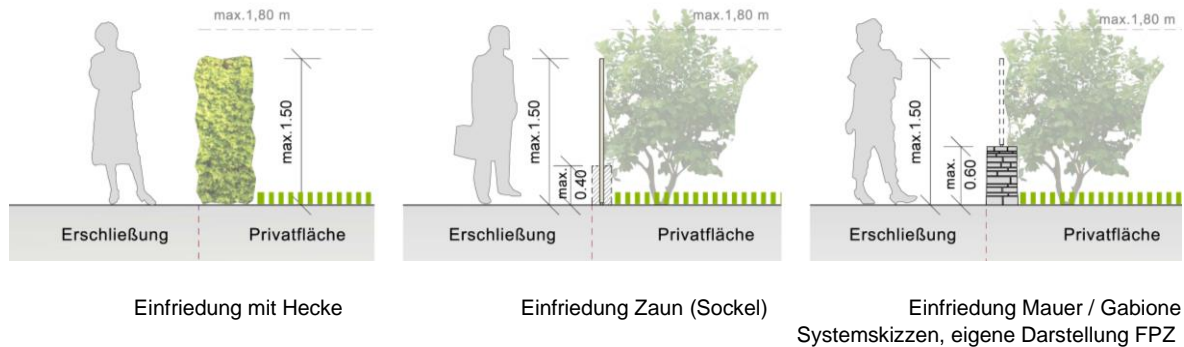 max.1,80 m
max.1.50
Erschließung
Privatfläche
max.1,80 m
max.1.50
max.
0.40
Erschließung
Privatfläche
max.1,80 m
max.1.50
max.
0.60
Erschließung
Privatfläche
Einfriedung mit Hecke
Einfriedung Zaun (Sockel)
Einfriedung Mauer / Gabione
Systemskizzen, eigene Darstellung FPZ